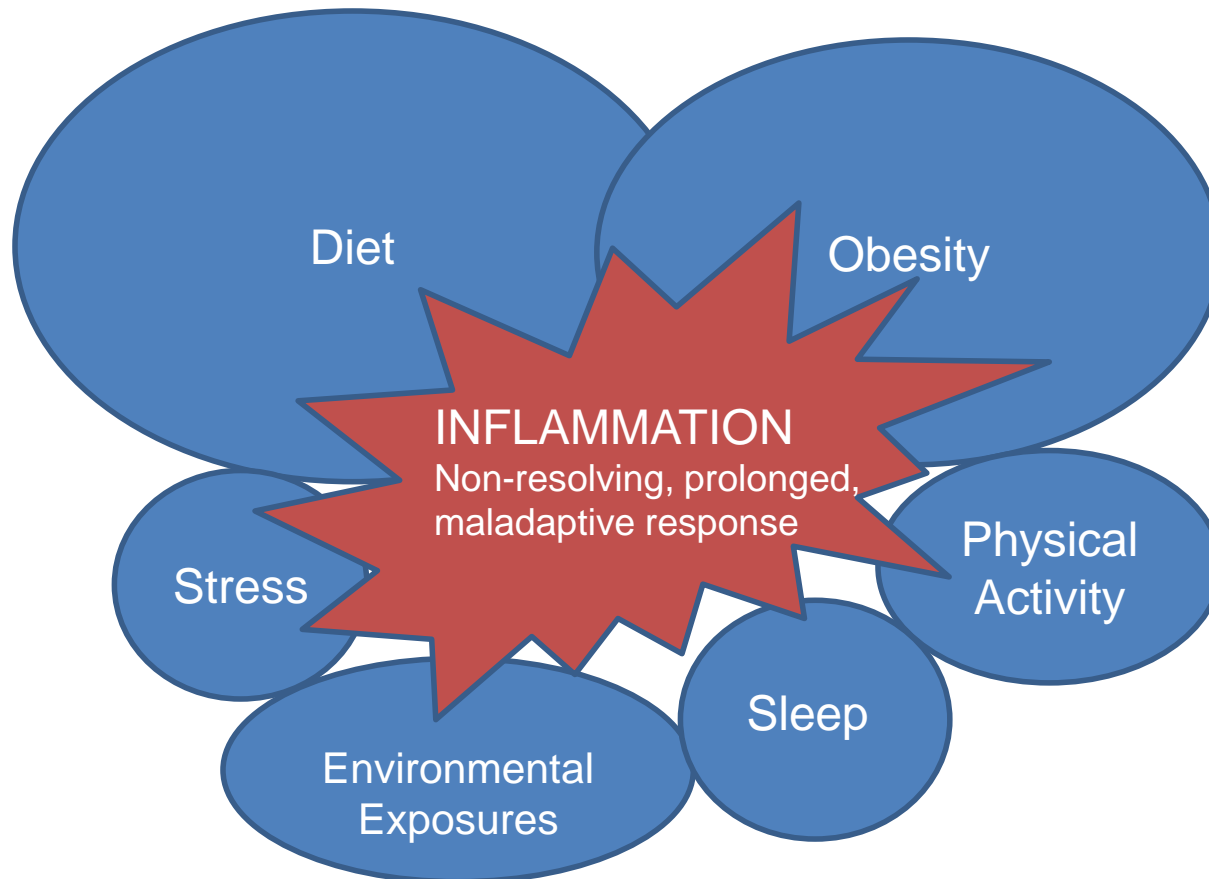 Diet
Obesity
INFLAMMATION
Non-resolving, prolonged,
maladaptive response
Stress
Physical
Activity
Sleep
Environmental
Exposures